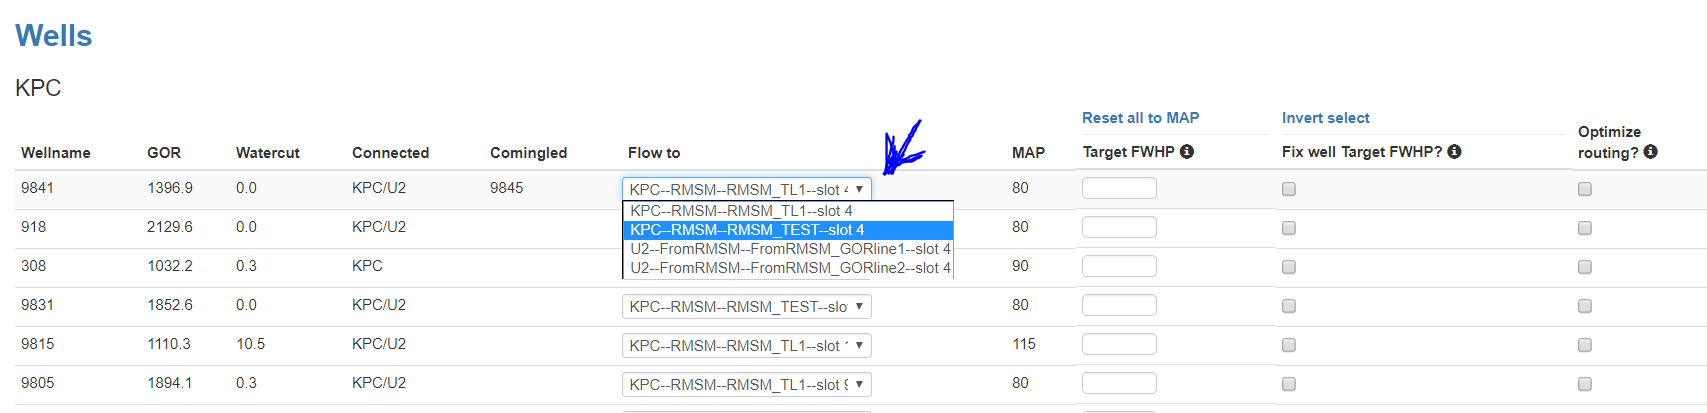 Wells
KPC
Reset all to MAP Invert select
Wellname GOR Watercut Connected Comingled Flow to MAP Target FWHP Fix well Target FWHP? Optimize routing?
9841 1396.9 0.0 KPC/U2 9845 KPC--RMSM--RMSM_TL1--slot 4 80
KPC--RMSM--RMSM_TL1--slot 4
KPC--RMSM--RMSM_TEST--slot 4
U2--FromRMSM--FromRMSM_GORline1--slot 4
U2--FromRMSM--FromRMSM_GORline2--slot 4
918 2129.6 0.0 KPC/U2 80
308 1032.2 0.3 KPC 90
9831 1852.6 0.0 KPC/U2 KPC--RMSM--RMSM_TEST--slot 80
9815 1110.3 10.5 KPC/U2 KPC--RMSM--RMSM_TL1--slot 115
9805 1894.1 0.3 KPC/U2 KPC--RMSM--RMSM_TL1--slot 9 80